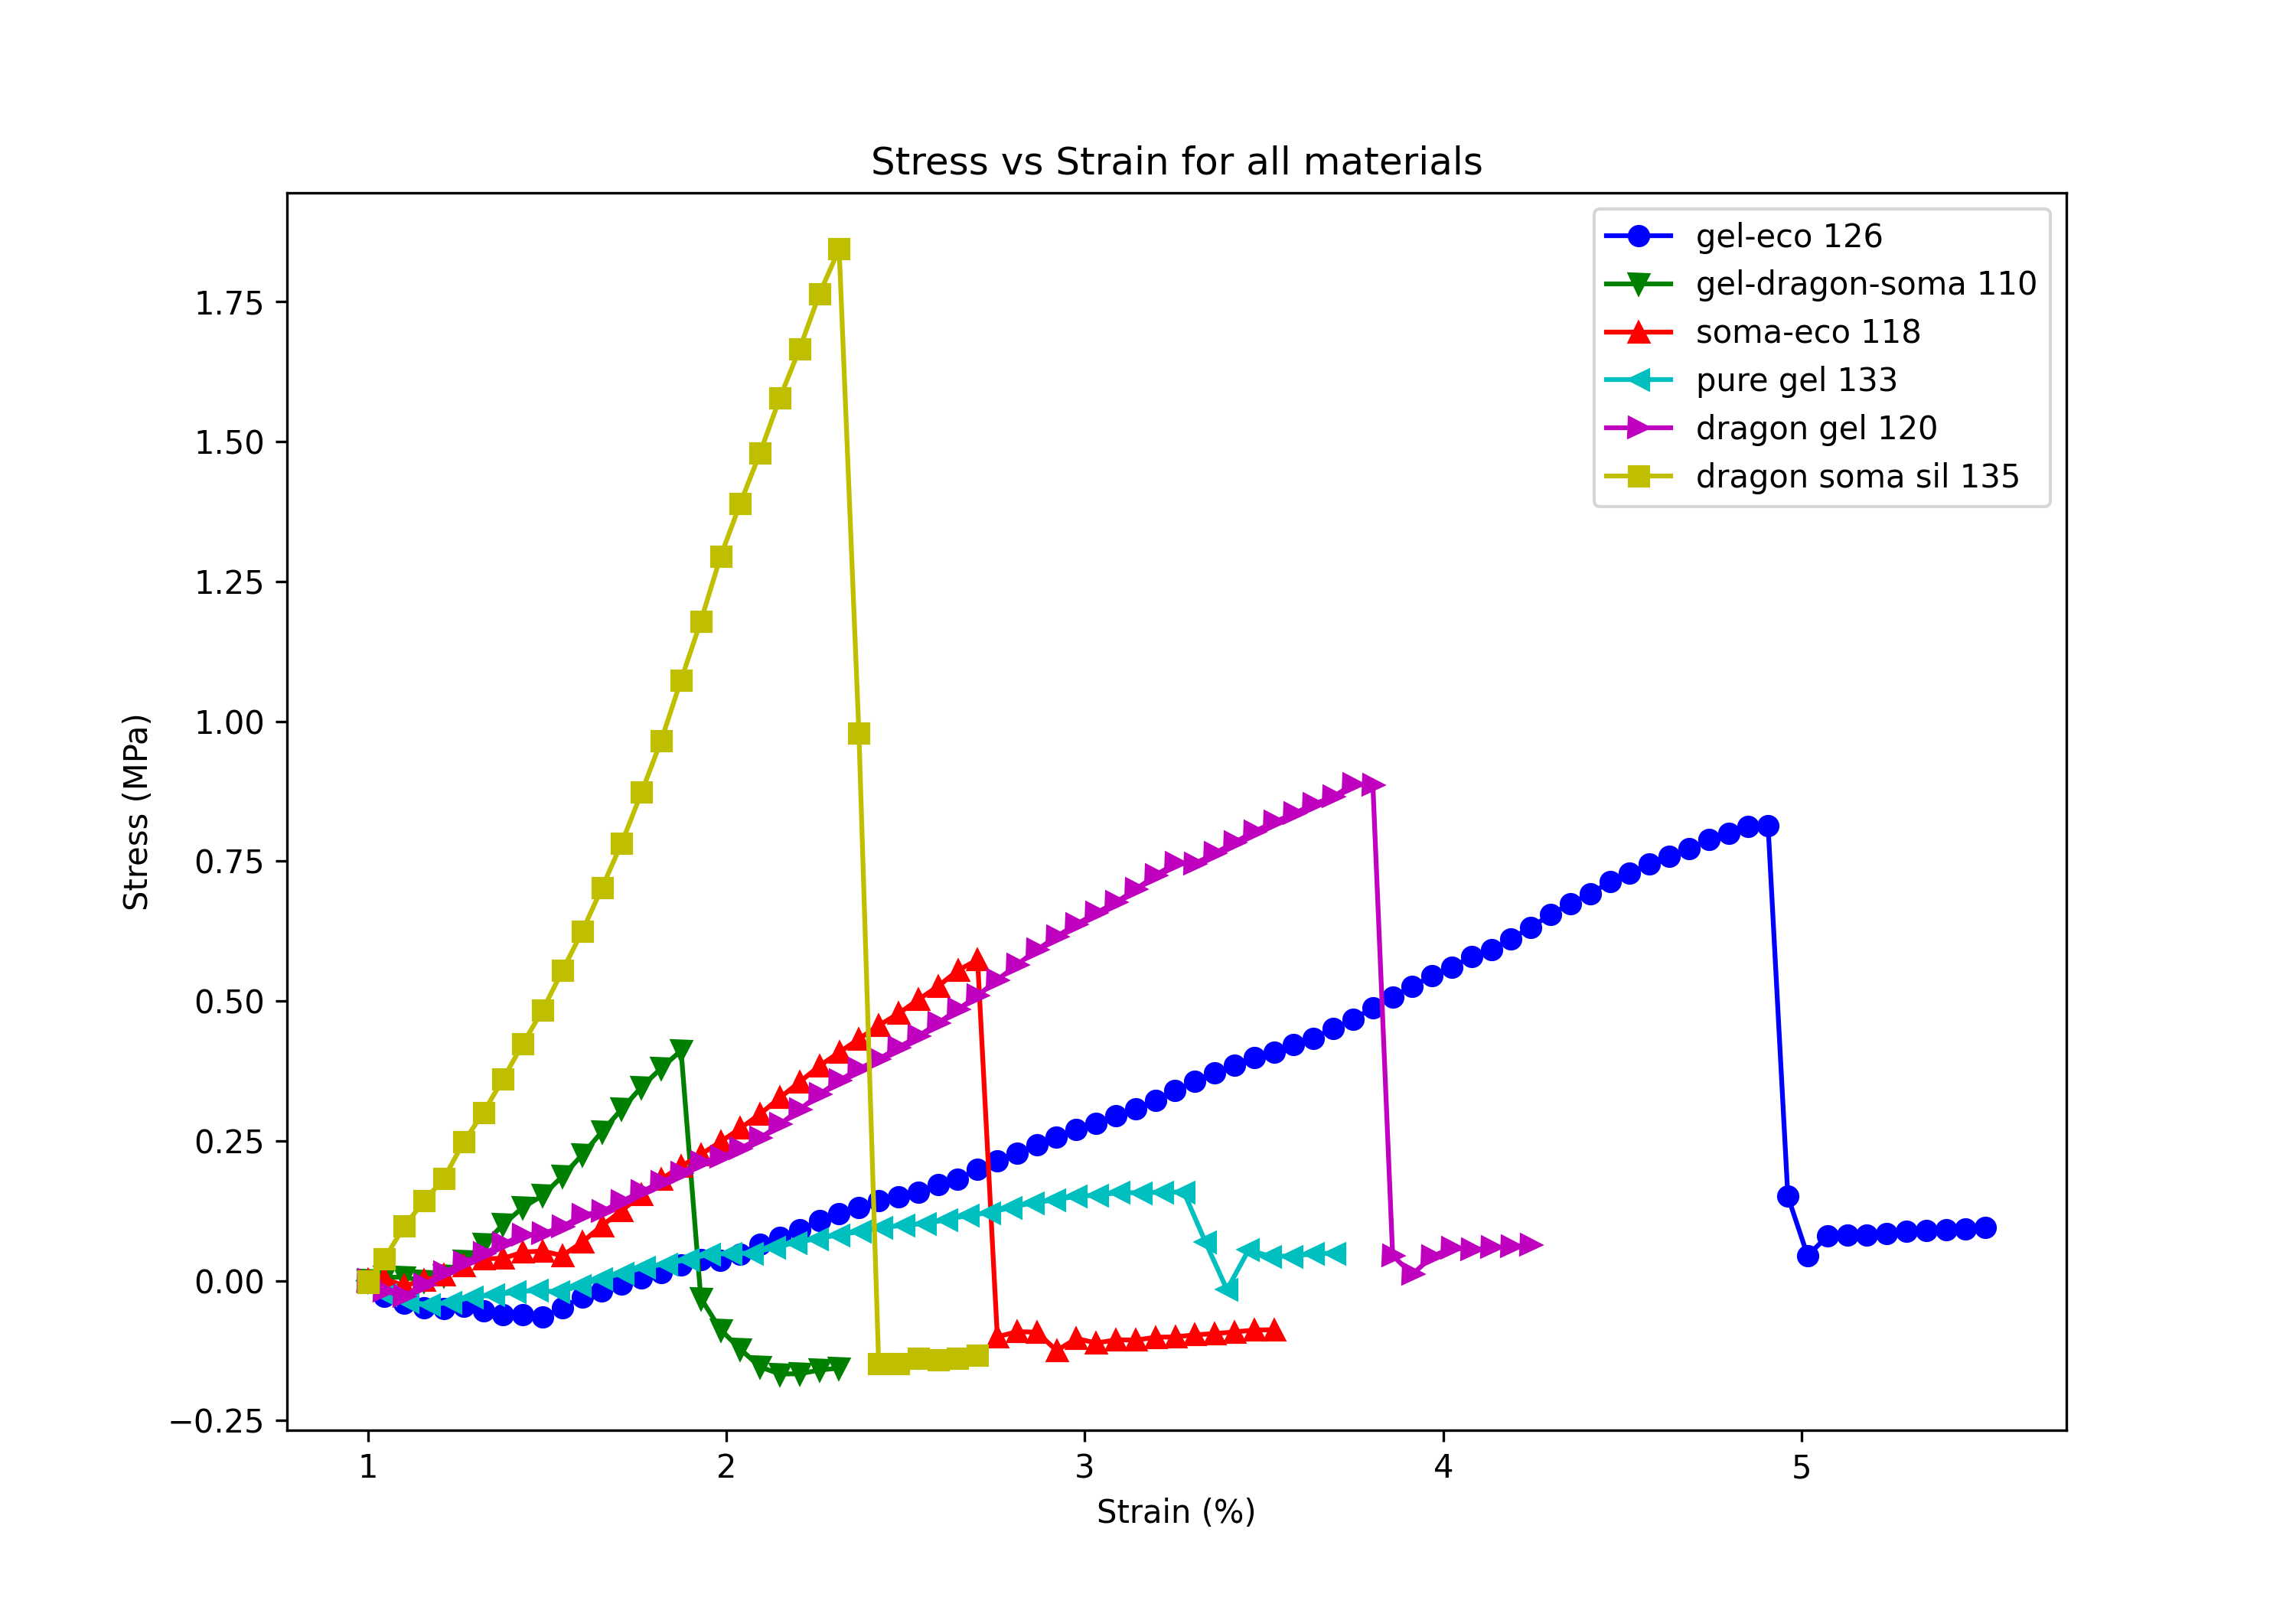 Stress vs Strain for all materials
gel-eco 126
gel-dragon-soma 110
soma-eco 118
pure gel 133
dragon gel 120
dragon soma sil 135
Stress (MPa)
1.75
1.50
1.25
1.00
0.75
0.50
0.25
0.00
−0.25
1 2 3 4 5
Strain (%)